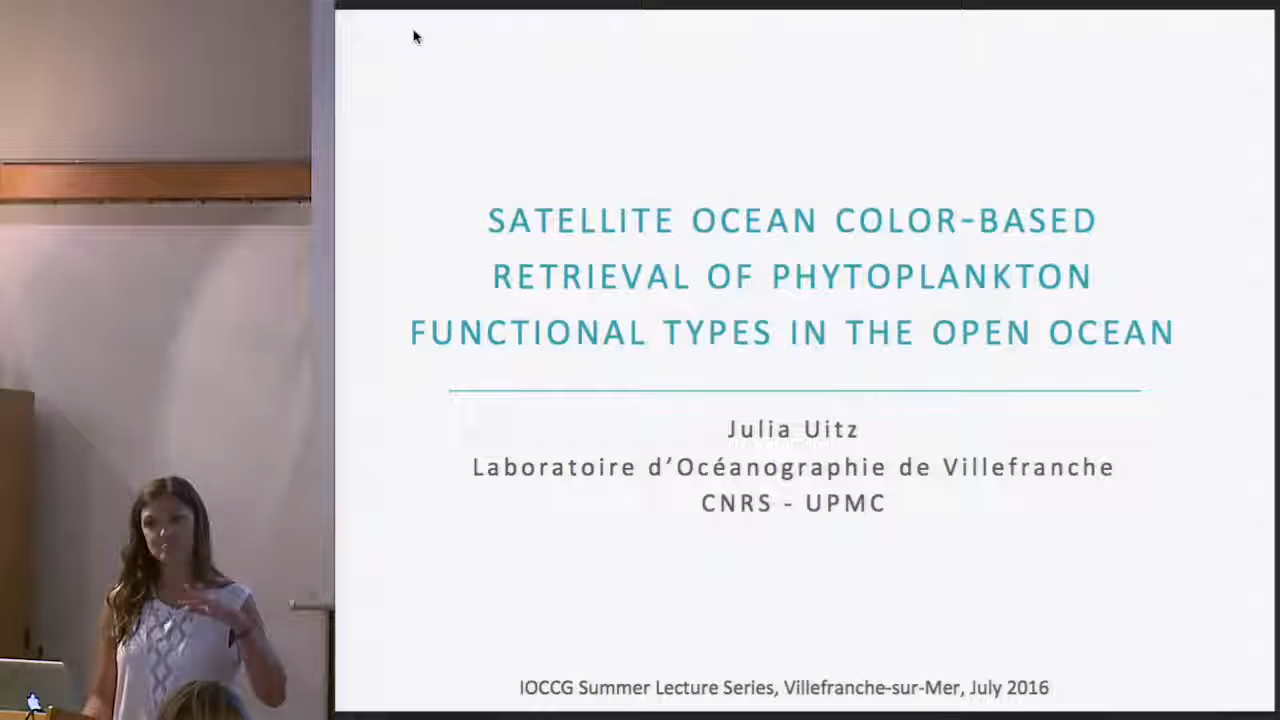 SATELLITE OCEAN COLOR-BASED
RETRIEVAL OF PHYTOPLANKTON
FUNCTIONAL TYPES IN THE OPEN OCEAN
Julia Uitz
Laboratoire d'Océanographie de Villefranche
CNRS - UPMC
IOCCG Summer Lecture Series, Villefranche-sur-Mer, July 2016